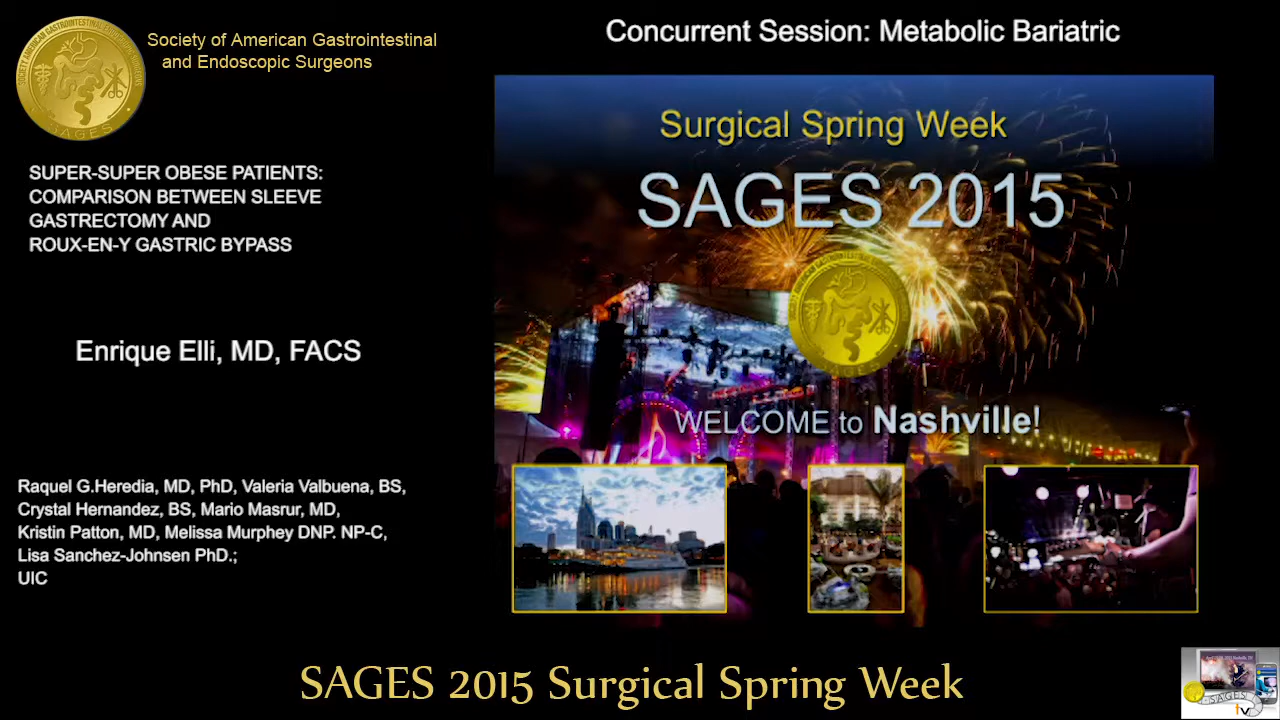 Society of American Gastrointestinal
and Endoscopic Surgeons
SAGES
Concurrent Session: Metabolic Bariatric
SUPER-SUPER OBESE PATIENTS:
COMPARISON BETWEEN SLEEVE
GASTRECTOMY AND
ROUX-EN-Y GASTRIC BYPASS
Enrique Elli, MD, FACS
Raquel G.Heredia, MD, PhD, Valeria Valbuena, BS,
Crystal Hernandez, BS, Mario Masrur, MD,
Kristin Patton, MD, Melissa Murphey DNP. NP-C,
Lisa Sanchez-Johnsen PhD.;
UIC
Surgical Spring Week
SAGES 2015
WELCOME to Nashville!
SAGES 2015 Surgical Spring Week
SAGES
tv